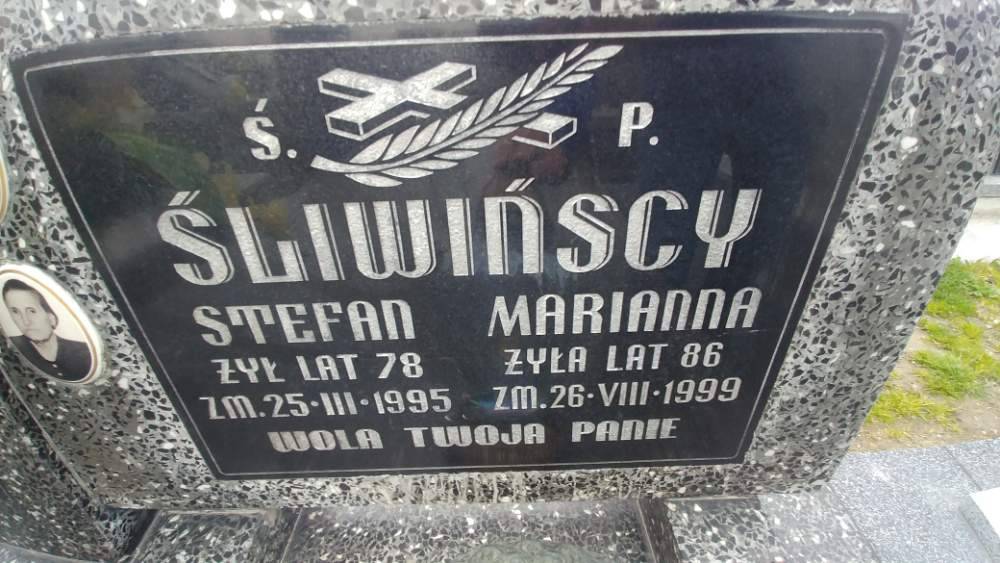 Ś. P.
ŚLIWIŃSCY
STEFAN MARIANNA
ŻYŁ LAT 78 ŻYŁA LAT 86
ZM. 25·III·1995 ZM. 26·VIII·1999
WOLA TWOJA PANIE